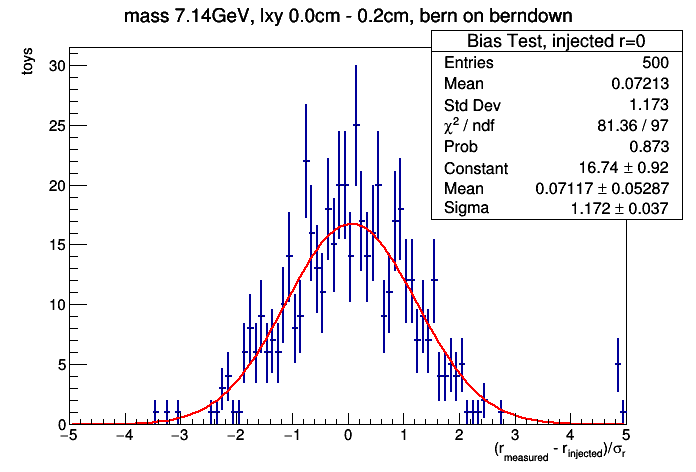 mass 7.14GeV, lxy 0.0cm - 0.2cm, bern on berndown
toys
Bias Test, injected r=0
Entries 500
Mean 0.07213
Std Dev 1.173
χ² / ndf 81.36 / 97
Prob 0.873
Constant 16.74 ± 0.92
Mean 0.07117 ± 0.05287
Sigma 1.172 ± 0.037
30
25
20
15
10
5
0
−5 −4 −3 −2 −1 0 1 2 3 4 5
(r_measured - r_injected)/σ_r